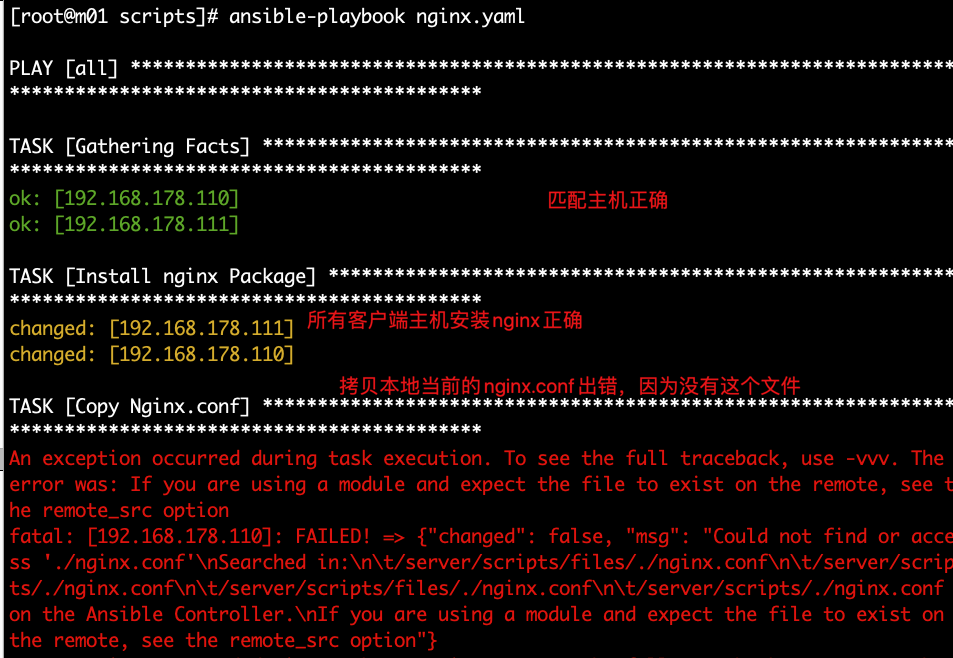 [root@m01 scripts]# ansible-playbook nginx.yaml
PLAY [all] ***************************************************************************
*******************************************
TASK [Gathering Facts] ***************************************************************
*******************************************
ok: [192.168.178.110]
匹配主机正确
ok: [192.168.178.111]
TASK [Install nginx Package] *********************************************************
*******************************************
changed: [192.168.178.111]
所有客户端主机安装nginx正确
changed: [192.168.178.110]
拷贝本地当前的nginx.conf出错，因为没有这个文件
TASK [Copy Nginx.conf] ***************************************************************
*******************************************
An exception occurred during task execution. To see the full traceback, use -vvv. The
error was: If you are using a module and expect the file to exist on the remote, see t
he remote_src option
fatal: [192.168.178.110]: FAILED! => {"changed": false, "msg": "Could not find or acce
ss './nginx.conf'\nSearched in:\n\t/server/scripts/files/./nginx.conf\n\t/server/scrip
ts/./nginx.conf\n\t/server/scripts/files/./nginx.conf\n\t/server/scripts/./nginx.conf
on the Ansible Controller.\nIf you are using a module and expect the file to exist on
the remote, see the remote_src option"}